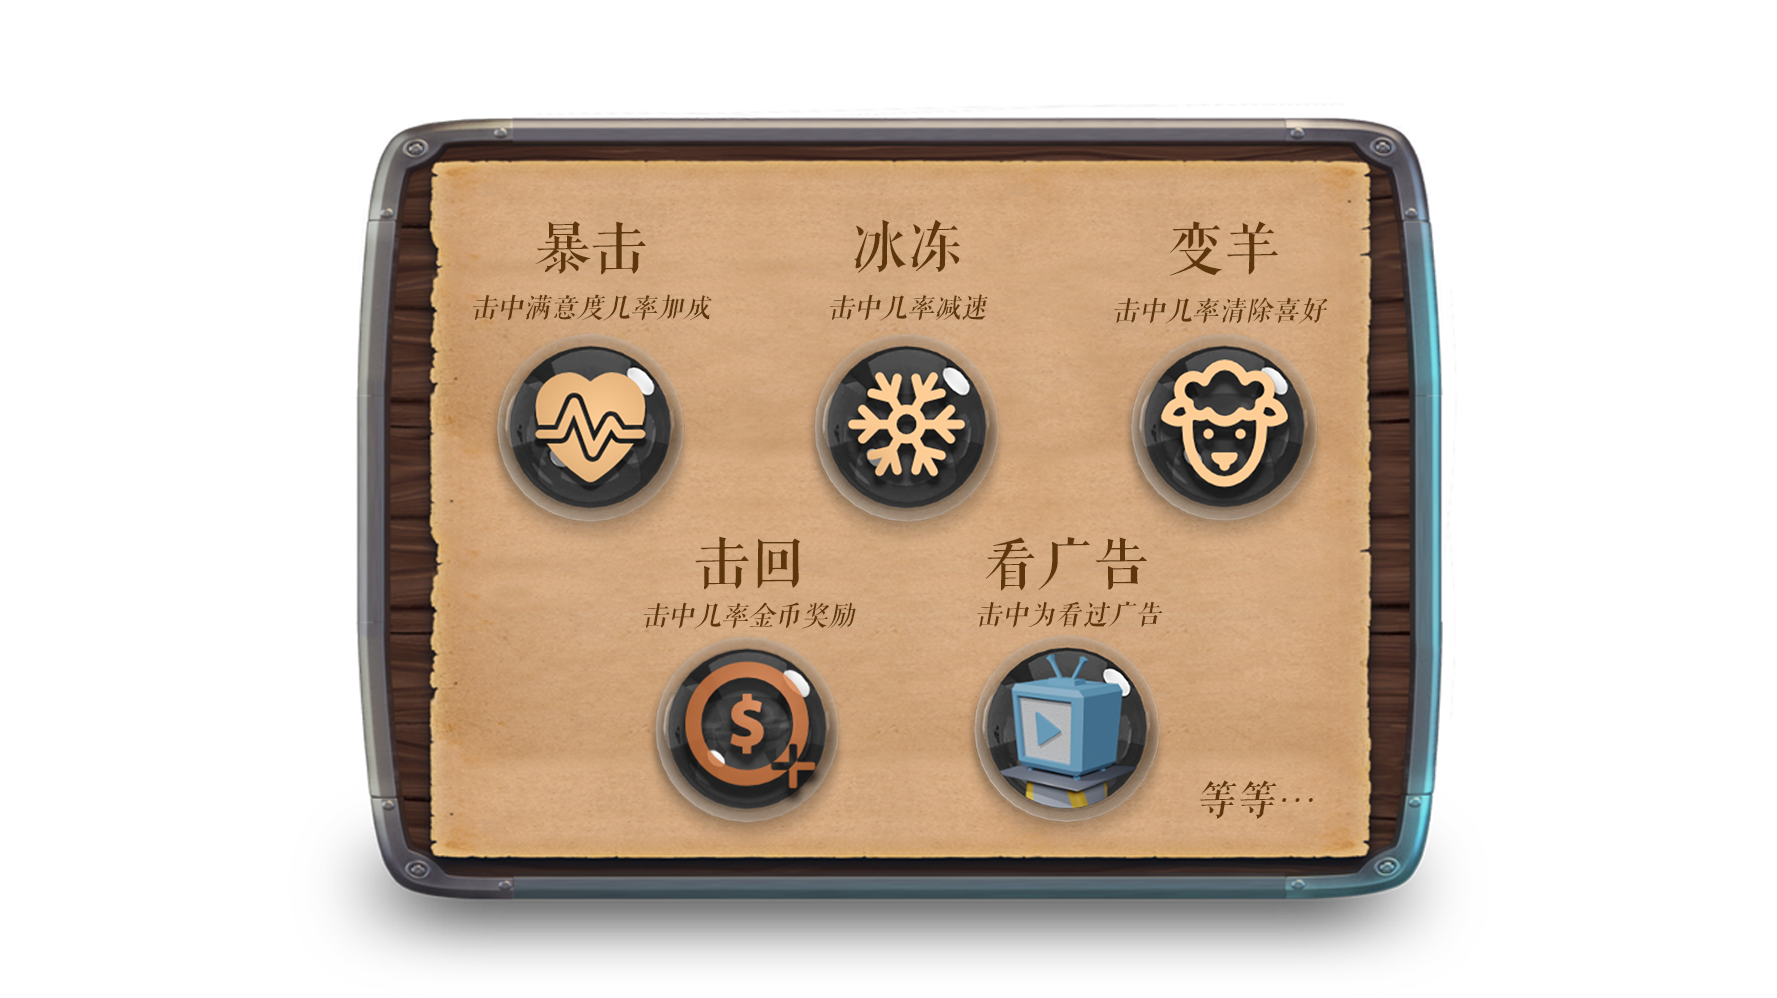 暴击
击中满意度几率加成
冰冻
击中几率减速
变羊
击中几率清除喜好
击回
击中几率金币奖励
看广告
击中为看过广告
等等…